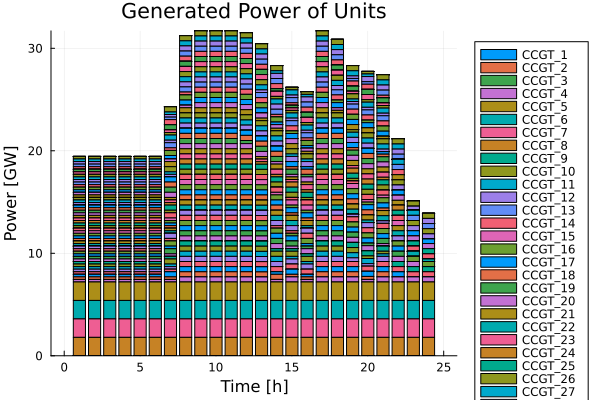 Generated Power of Units
Power [GW]
30
20
10
0
0 5 10 15 20 25
Time [h]
CCGT_1
CCGT_2
CCGT_3
CCGT_4
CCGT_5
CCGT_6
CCGT_7
CCGT_8
CCGT_9
CCGT_10
CCGT_11
CCGT_12
CCGT_13
CCGT_14
CCGT_15
CCGT_16
CCGT_17
CCGT_18
CCGT_19
CCGT_20
CCGT_21
CCGT_22
CCGT_23
CCGT_24
CCGT_25
CCGT_26
CCGT_27